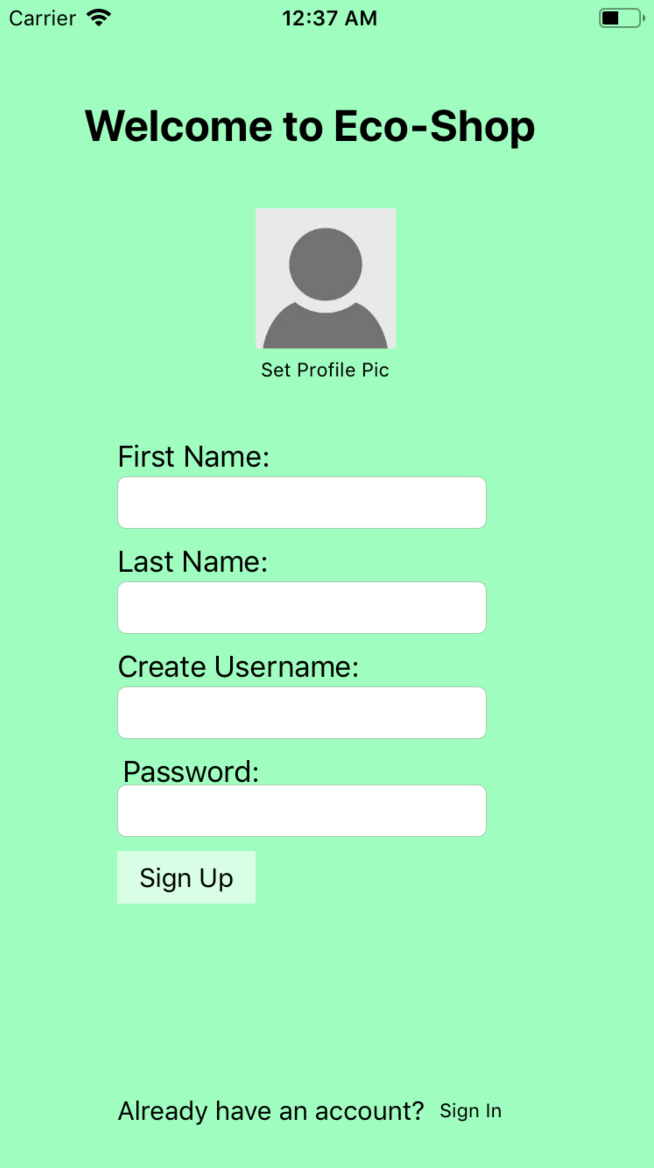 Carrier 12:37 AM
Welcome to Eco-Shop
Set Profile Pic
First Name:
Last Name:
Create Username:
Password:
Sign Up
Already have an account? Sign In